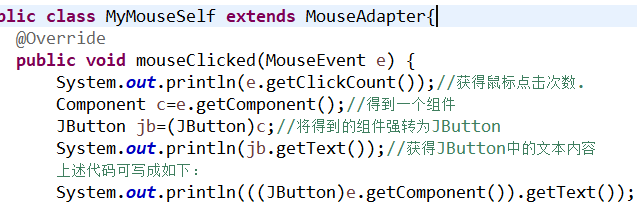 blic class MyMouseSelf extends MouseAdapter{
@Override
public void mouseClicked(MouseEvent e) {
System.out.println(e.getClickCount());//获得鼠标点击次数.
Component c=e.getComponent();//得到一个组件
JButton jb=(JButton)c;//将得到的组件强转为JButton
System.out.println(jb.getText());//获得JButton中的文本内容
上述代码可写成如下:
System.out.println(((JButton)e.getComponent()).getText());